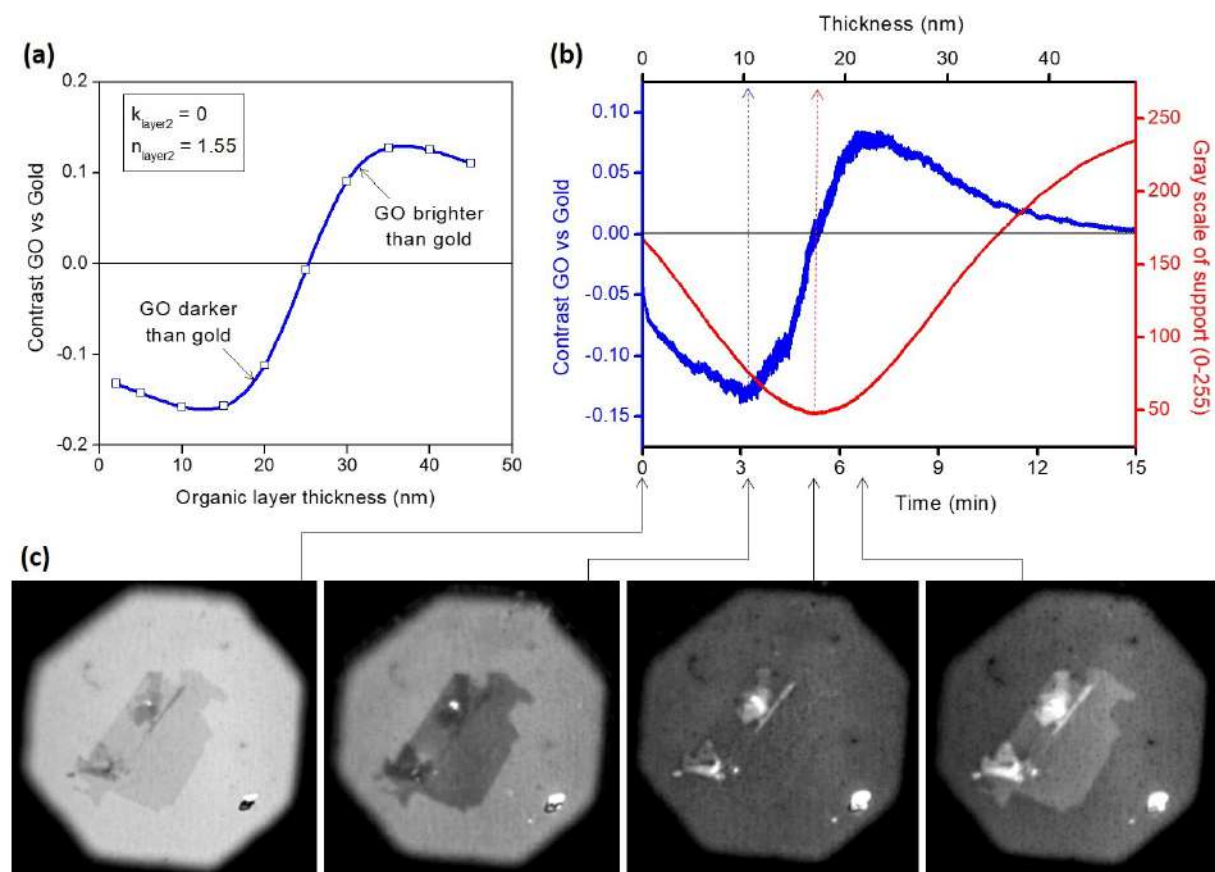 (a)
0.2
0.1
0.0
-0.1
-0.2
Contrast GO vs Gold
k layer2 = 0
n layer2 = 1.55
GO brighter
than gold
GO darker
than gold
0 10 20 30 40 50
Organic layer thickness (nm)
(b)
Thickness (nm)
0 10 20 40
0.10
0.05
0.00
-0.05
-0.10
-0.15
Contrast GO vs Gold
250
200
150
100
50
Gray scale of support (0-255)
0 3 6 9 12 15
Time (min)
(c)